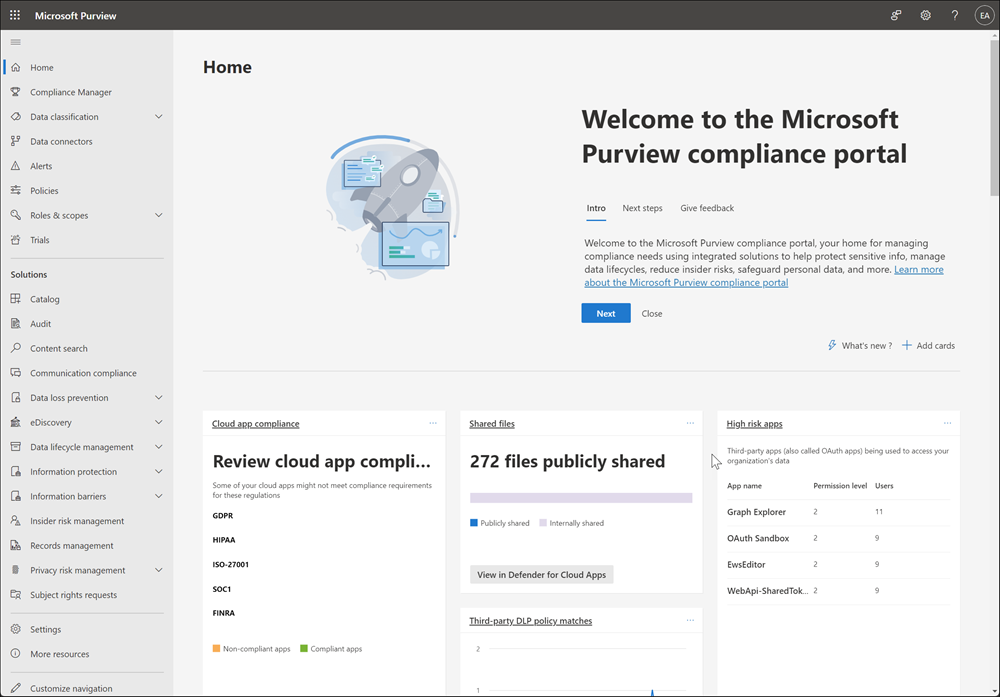 Microsoft Purview
EA
Home
Compliance Manager
Data classification
Data connectors
Alerts
Policies
Roles & scopes
Trials
Solutions
Catalog
Audit
Content search
Communication compliance
Data loss prevention
eDiscovery
Data lifecycle management
Information protection
Information barriers
Insider risk management
Records management
Privacy risk management
Subject rights requests
Settings
More resources
Customize navigation
Home
Welcome to the Microsoft
Purview compliance portal
Intro Next steps Give feedback
Welcome to the Microsoft Purview compliance portal, your home for managing
compliance needs using integrated solutions to help protect sensitive info, manage
data lifecycles, reduce insider risks, safeguard personal data, and more. Learn more
about the Microsoft Purview compliance portal
Next Close
What's new ? Add cards
Cloud app compliance
Review cloud app compli...
Some of your cloud apps might not meet compliance requirements
for these regulations
GDPR
HIPAA
ISO-27001
SOC1
FINRA
Non-compliant apps Compliant apps
Shared files
272 files publicly shared
Publicly shared Internally shared
View in Defender for Cloud Apps
Third-party DLP policy matches
2
1
High risk apps
Third-party apps (also called OAuth apps) being used to access your
organization's data
App name Permission level Users
Graph Explorer 2 11
OAuth Sandbox 2 9
EwsEditor 2 9
WebApi-SharedTok... 2 9